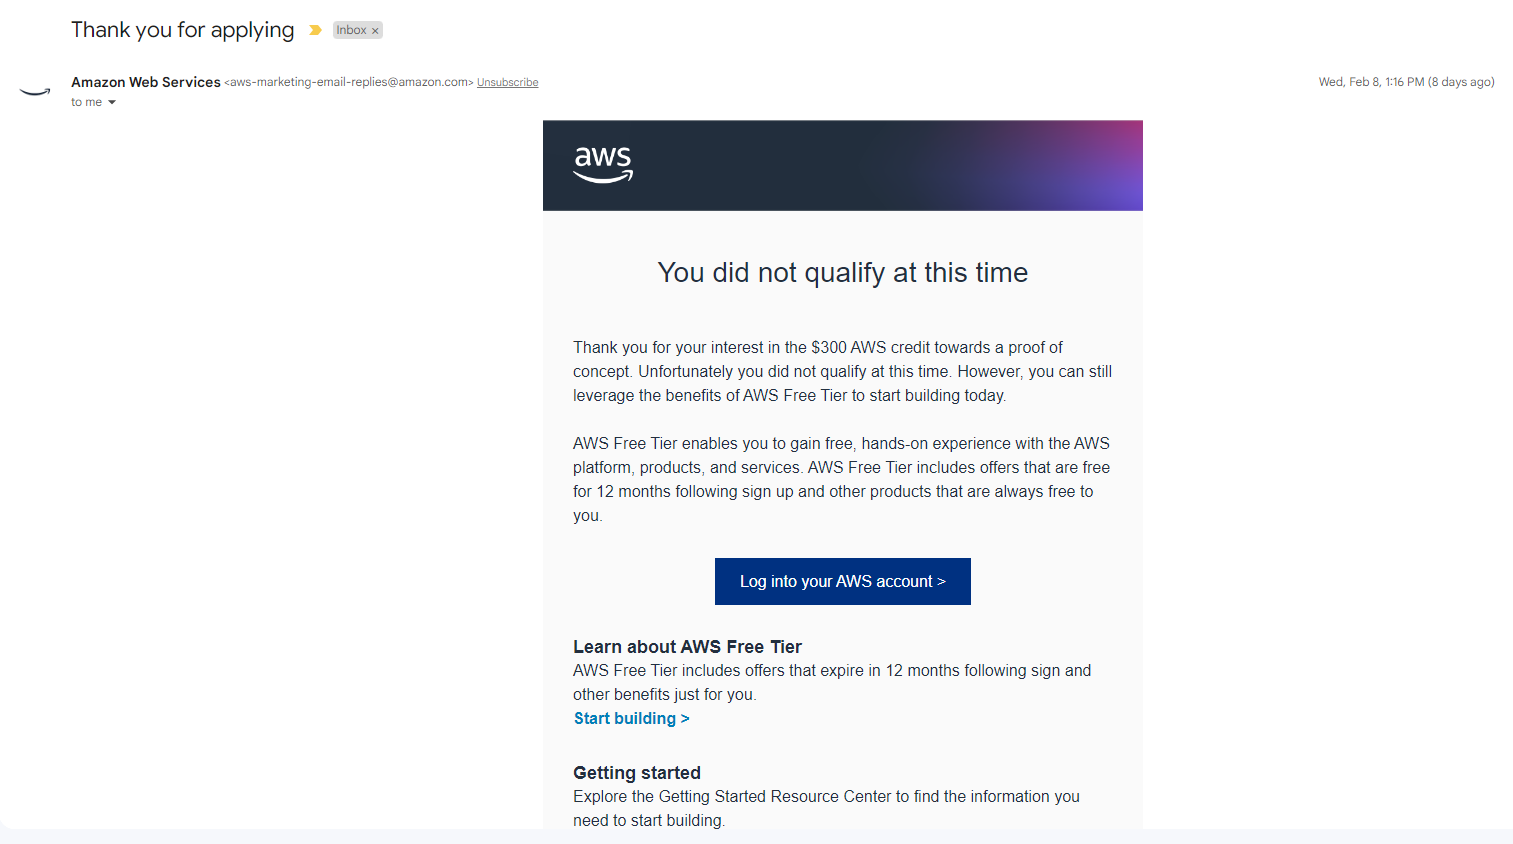 Thank you for applying
Inbox ×
Amazon Web Services <aws-marketing-email-replies@amazon.com> Unsubscribe
Wed, Feb 8, 1:16 PM (8 days ago)
to me
aws
You did not qualify at this time
Thank you for your interest in the $300 AWS credit towards a proof of
concept. Unfortunately you did not qualify at this time. However, you can still
leverage the benefits of AWS Free Tier to start building today.
AWS Free Tier enables you to gain free, hands-on experience with the AWS
platform, products, and services. AWS Free Tier includes offers that are free
for 12 months following sign up and other products that are always free to
you.
Log into your AWS account >
Learn about AWS Free Tier
AWS Free Tier includes offers that expire in 12 months following sign and
other benefits just for you.
Start building >
Getting started
Explore the Getting Started Resource Center to find the information you
need to start building.